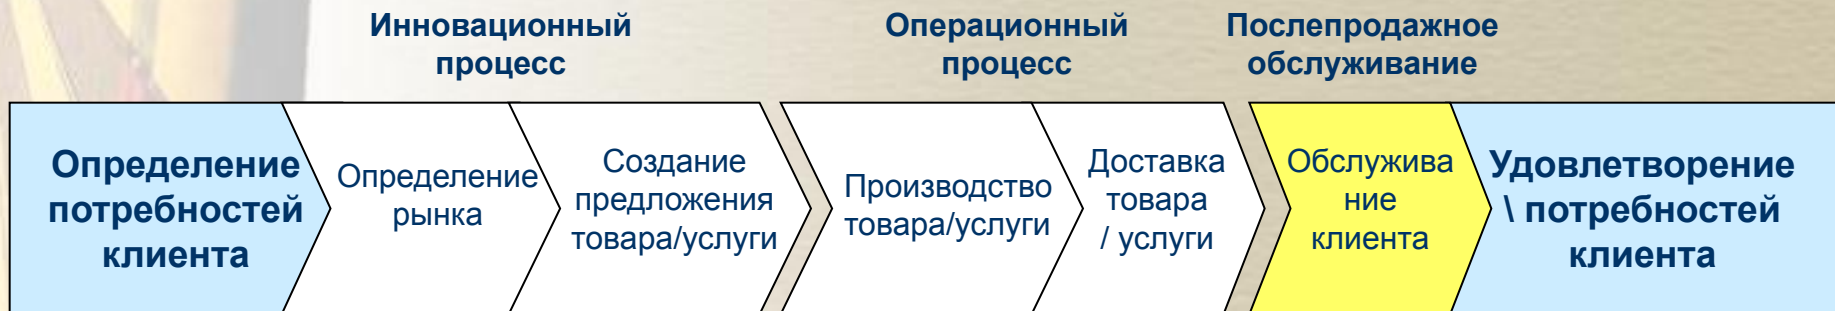 Инновационный
процесс
Операционный
процесс
Послепродажное
обслуживание
Определение
потребностей
клиента
Определение
рынка
Создание
предложения
товара/услуги
Производство
товара/услуги
Доставка
товара
/ услуги
Обслужива
ние
клиента
Удовлетворение
\ потребностей
клиента